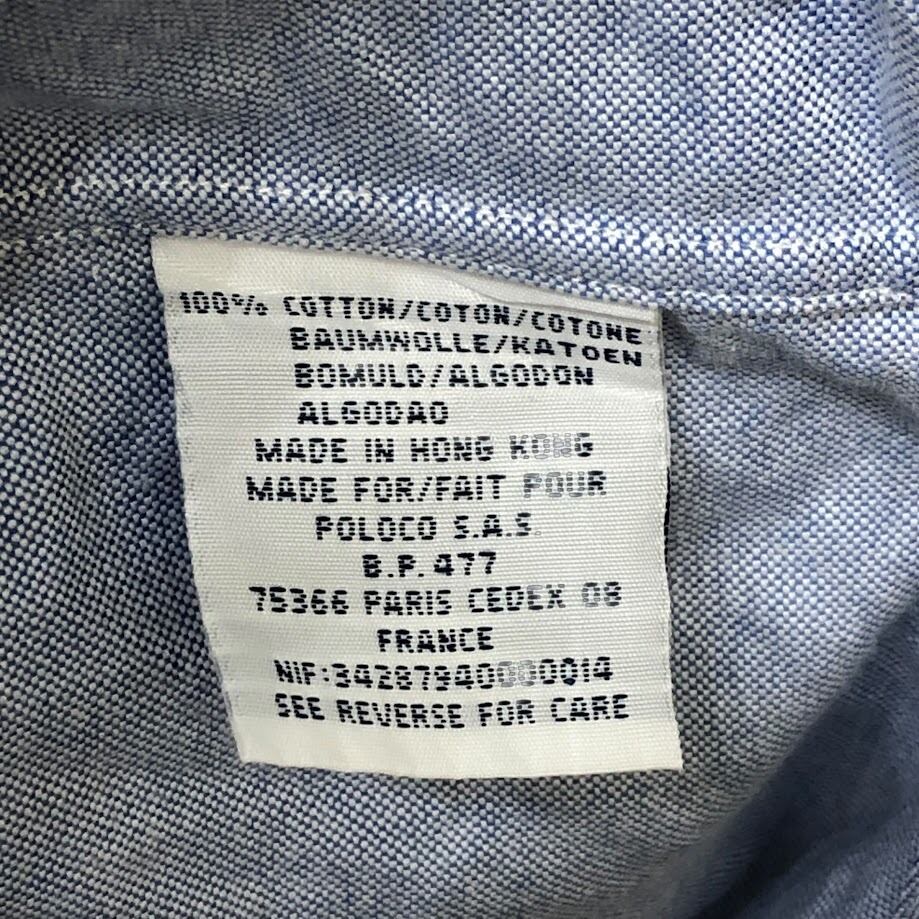 100% COTTON/COTON/COTONE
BAUMWOLLE/KATOEN
BOMULD/ALGODON
ALGODAO
MADE IN HONG KONG
MADE FOR/FAIT POUR
POLOCO S.A.S.
B.P. 477
75366 PARIS CEDEX 08
FRANCE
NIF:34287940000014
SEE REVERSE FOR CARE